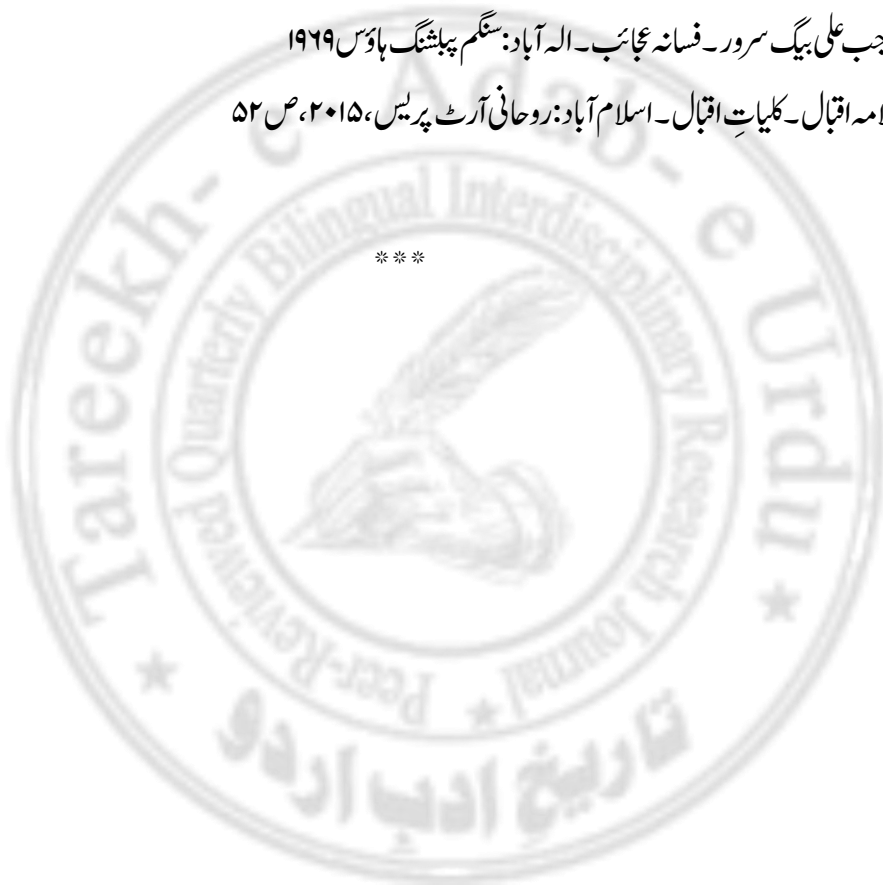 جب علی بیگ سرور۔ فسانہ عجائب۔ الہ آباد: سنگم پبلشنگ ہاؤس ۱۹۶۹
امہ اقبال۔ کلیاتِ اقبال۔ اسلام آباد: روحانی آرٹ پریس، ۲۰۱۵، ص ۵۲
***
Tareekh-e-Adab-e-Urdu
Peer-Reviewed Quarterly Bilingual Interdisciplinary Research Journal
تاریخِ ادبِ اردو